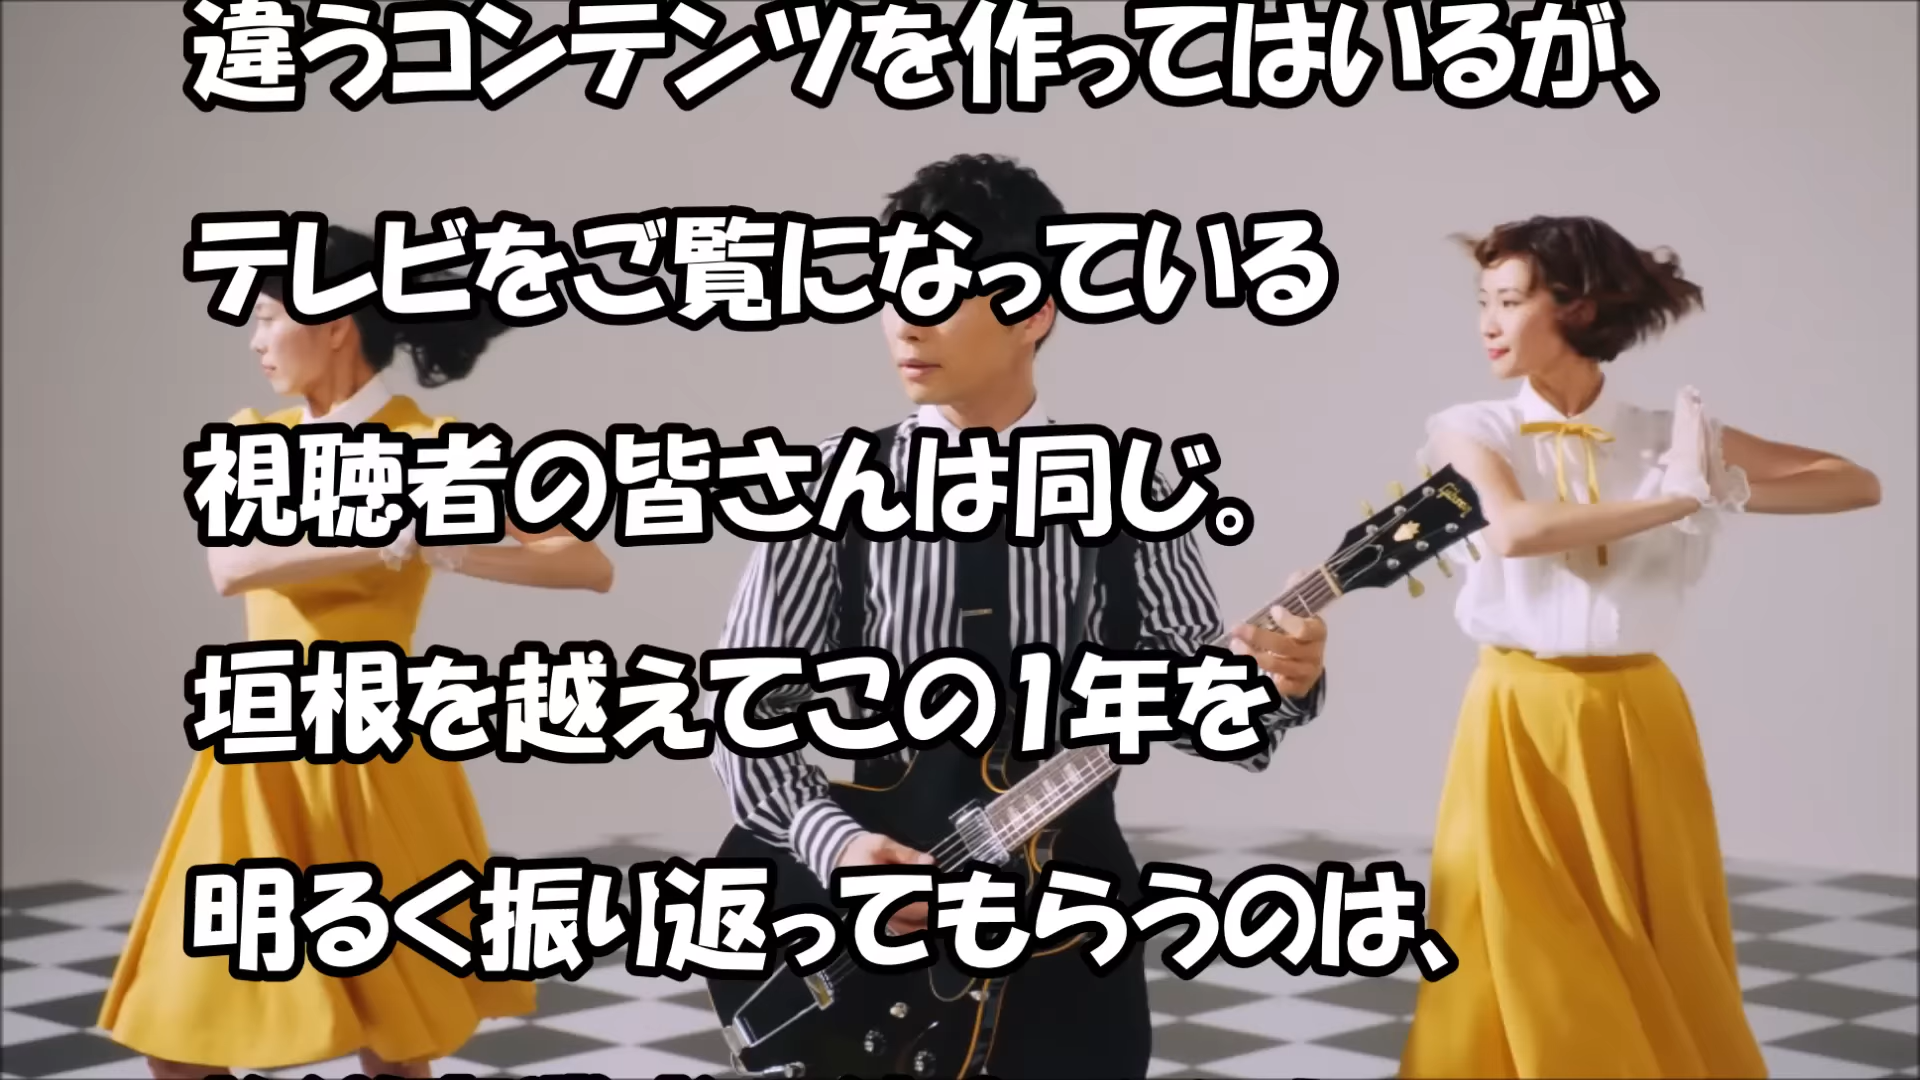 違うコンテンツを作ってはいるが、
テレビをご覧になっている
視聴者の皆さんは同じ。
垣根を越えてこの1年を
明るく振り返ってもらうのは、
Gibson